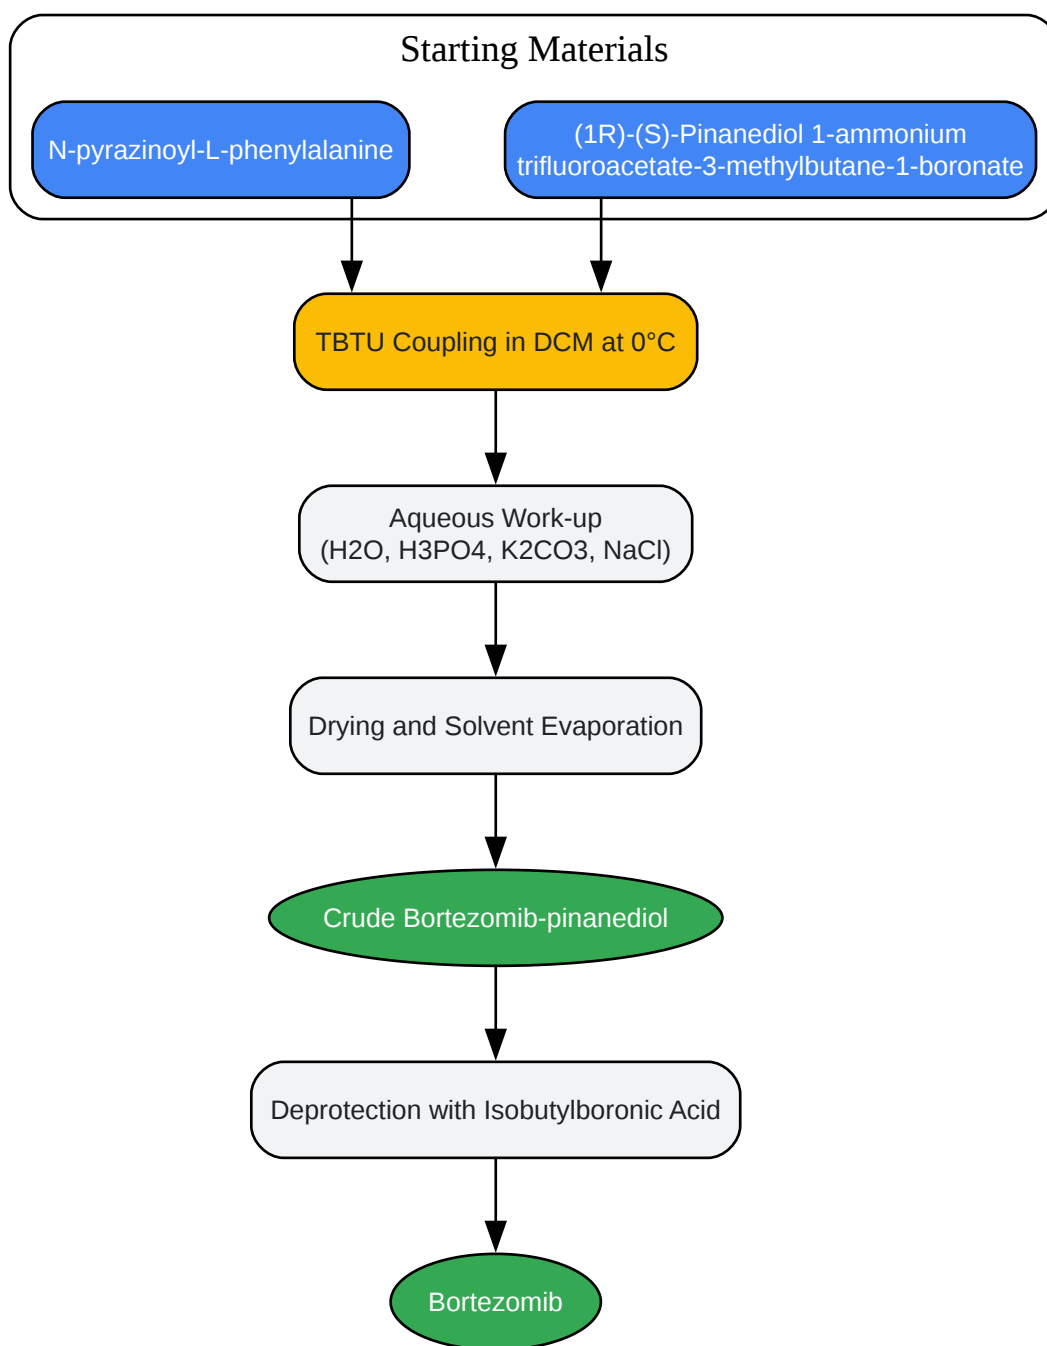 Starting Materials
N-pyrazinoyl-L-phenylalanine
(1R)-(S)-Pinanediol 1-ammonium
trifluoroacetate-3-methylbutane-1-boronate
TBTU Coupling in DCM at 0°C
Aqueous Work-up
(H2O, H3PO4, K2CO3, NaCl)
Drying and Solvent Evaporation
Crude Bortezomib-pinanediol
Deprotection with Isobutylboronic Acid
Bortezomib